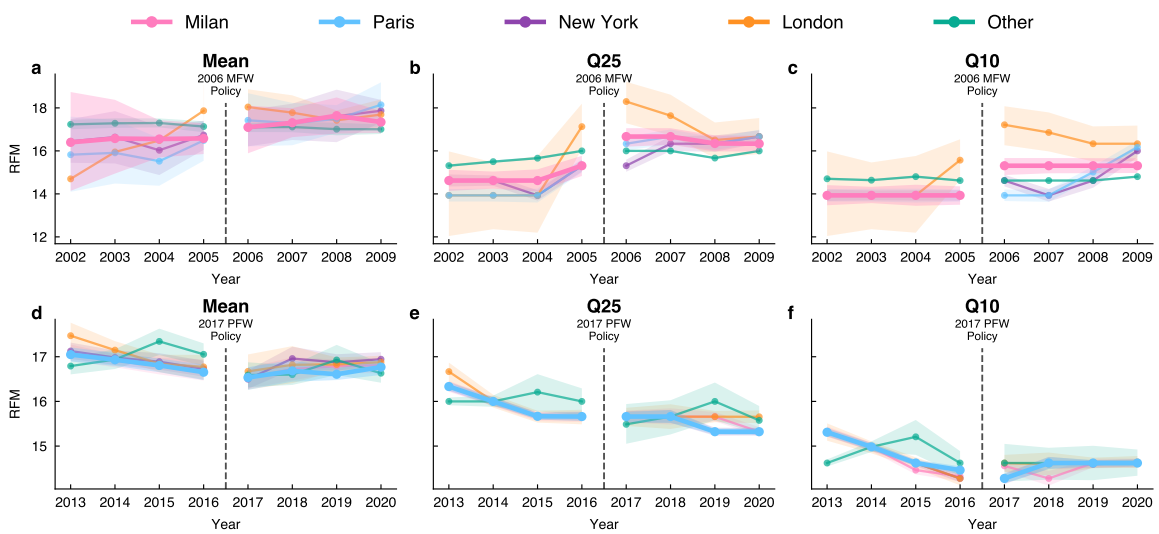 Milan Paris New York London Other
a Mean b Q25 c Q10
2006 MFW 2006 MFW 2006 MFW
Policy Policy Policy
18
16
14
12
RFM
2002 2003 2004 2005 2006 2007 2008 2009 2002 2003 2004 2005 2006 2007 2008 2009 2002 2003 2004 2005 2006 2007 2008 2009
Year Year Year
d Mean e Q25 f Q10
2017 PFW 2017 PFW 2017 PFW
Policy Policy Policy
17
16
15
RFM
2013 2014 2015 2016 2017 2018 2019 2020 2013 2014 2015 2016 2017 2018 2019 2020 2013 2014 2015 2016 2017 2018 2019 2020
Year Year Year